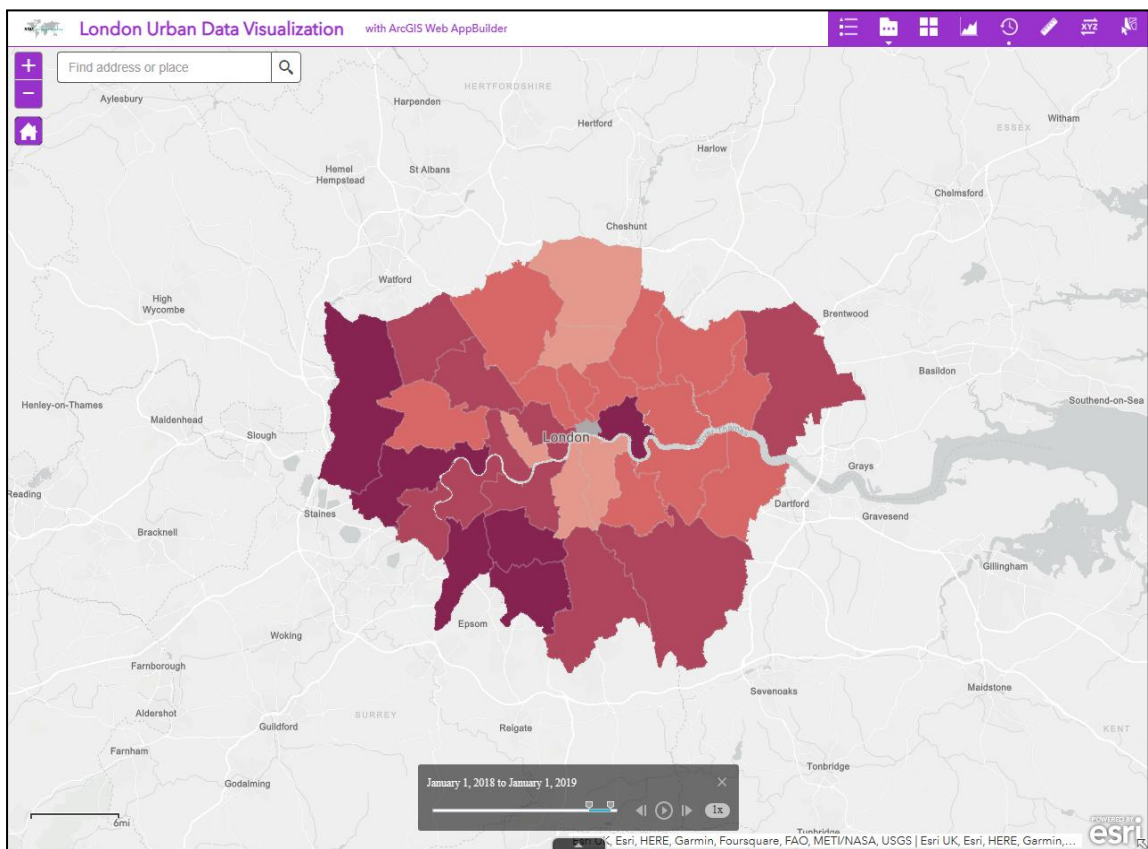 London Urban Data Visualization with ArcGIS Web AppBuilder
XYZ
+
Find address or place
−
Aylesbury
HERTFORDSHIRE
Harpenden
Witham
Hertford
ESSEX
Harlow
Hemel
Hempstead
St Albans
Chelmsford
Cheshunt
Watford
High
Wycombe
Brentwood
Basildon
Henley-on-Thames
Southend-on-Sea
Maidenhead
Slough
London
Grays
Reading
Staines
Dartford
Gravesend
Bracknell
Gillingham
Epsom
Woking
Farnborough
Sevenoaks
Maidstone
Aldershot
SURREY
Guildford
Reigate
KENT
Farnham
Tonbridge
Godalming
January 1, 2018 to January 1, 2019
1x
6mi
Tunbridge
POWERED BY
esri
Esri UK, Esri, HERE, Garmin, Foursquare, FAO, METI/NASA, USGS | Esri UK, Esri, HERE, Garmin,...